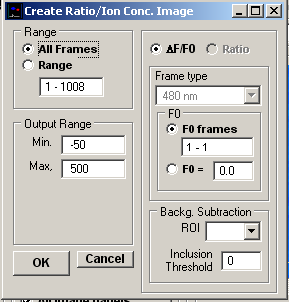 Create Ratio/Ion Conc. Image
Range
All Frames
Range
1 - 1008
Output Range
Min. -50
Max, 500
OK
Cancel
ΔF/F0 Ratio
Frame type
480 nm
F0
F0 frames
1 - 1
F0 = 0.0
Backg. Subtraction
ROI
Inclusion
Threshold 0